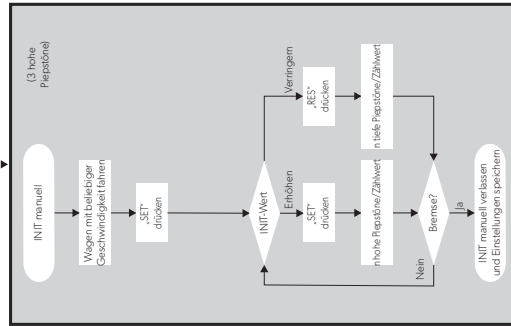 (3 hohe
Piepstöne)
INIT manuell
Wagen mit beliebiger
Geschwindigkeit fahren
„SET“
drücken
INIT-Wert
Erhöhen
Verringern
„SET“
drücken
„RES“
drücken
n hohe Piepstöne/Zählwert
n tiefe Piepstöne/Zählwert
Bremse?
Nein
Ja
INIT manuell verlassen
und Einstellungen speichern